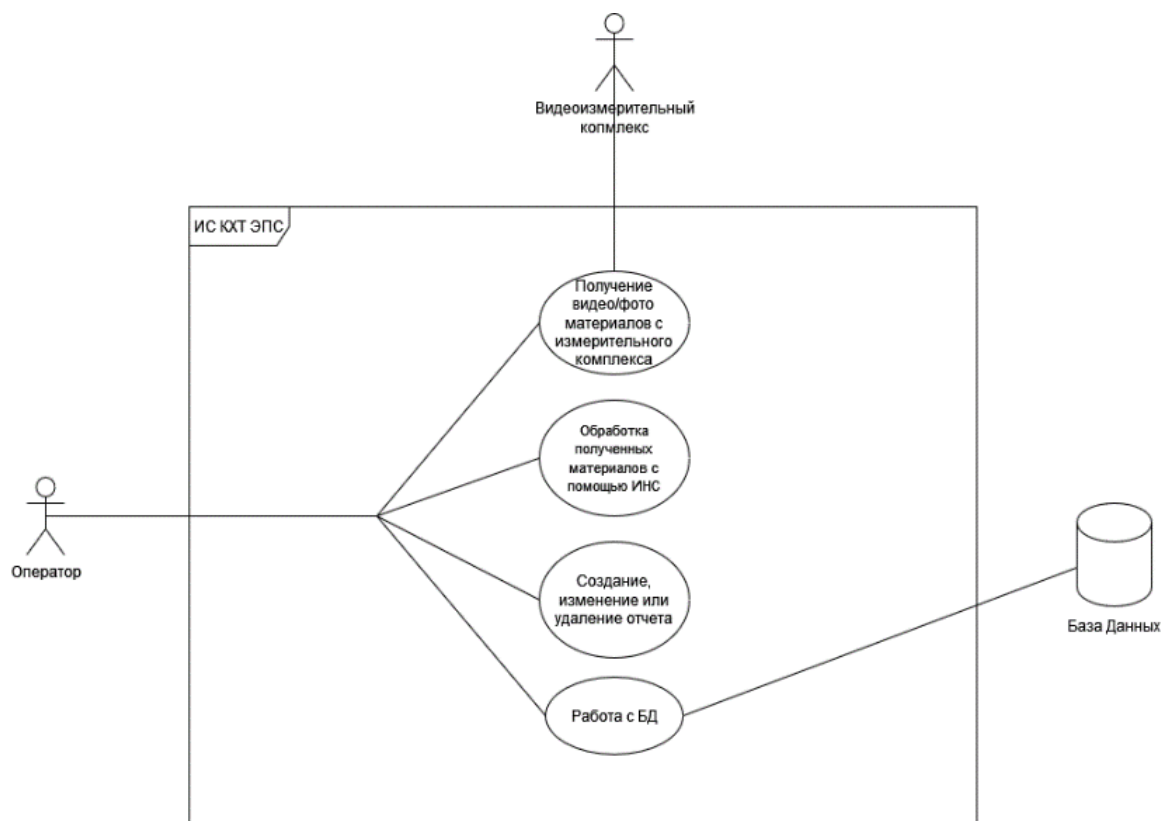 Видеоизмерительный
копмлекс
ИС КХТ ЭПС
Получение
видео/фото
материалов с
измерительного
комплекса
Обработка
полученных
материалов с
помощью ИНС
Оператор
Создание,
изменение или
удаление отчета
База Данных
Работа с БД